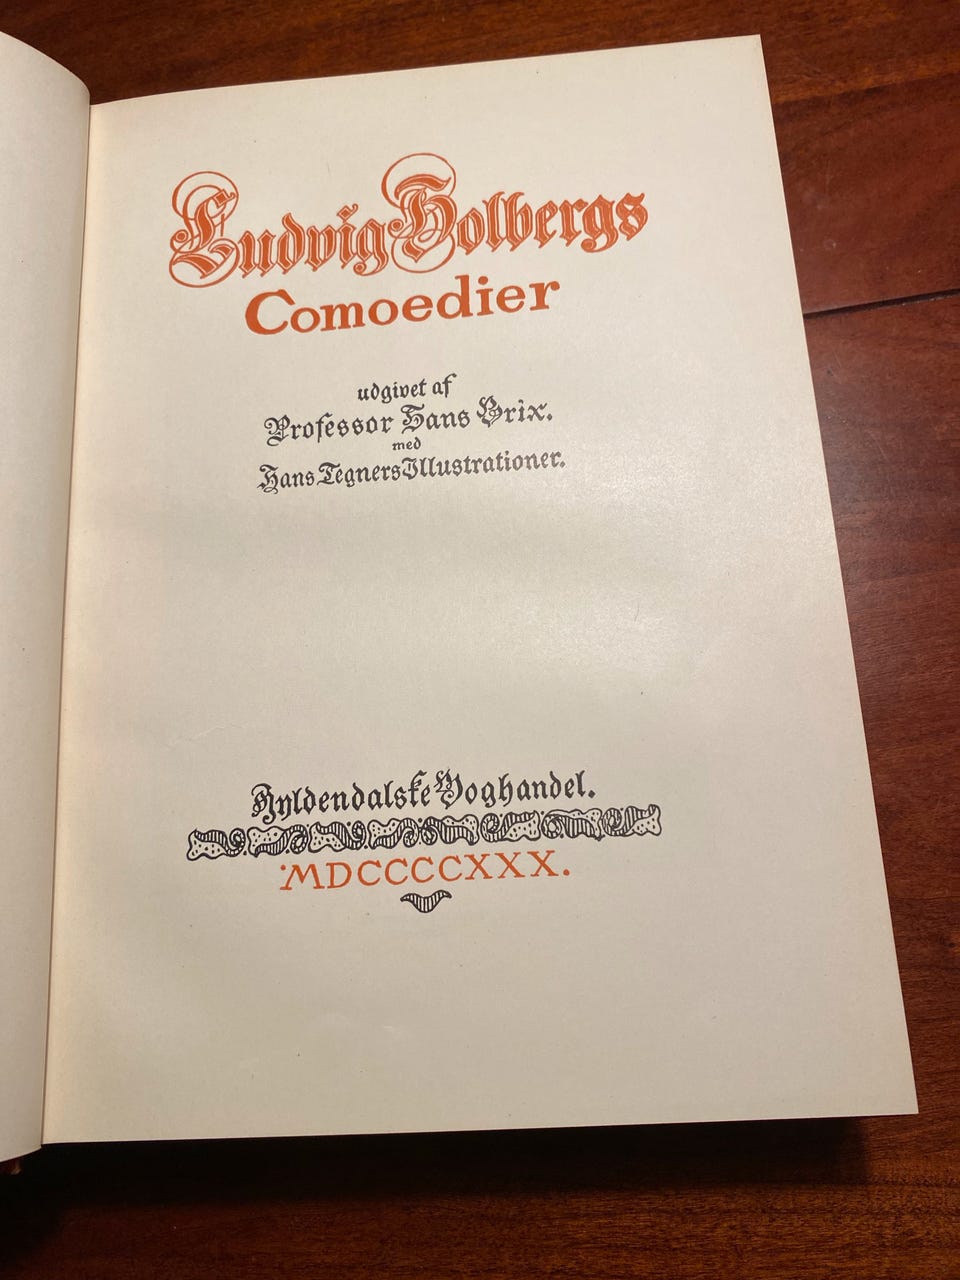 Ludvig Holbergs
Comoedier
udgivet af
Professor Hans Brix.
med
Hans Tegners Illustrationer.
Gyldendalske Boghandel.
MDCCCCXXX.